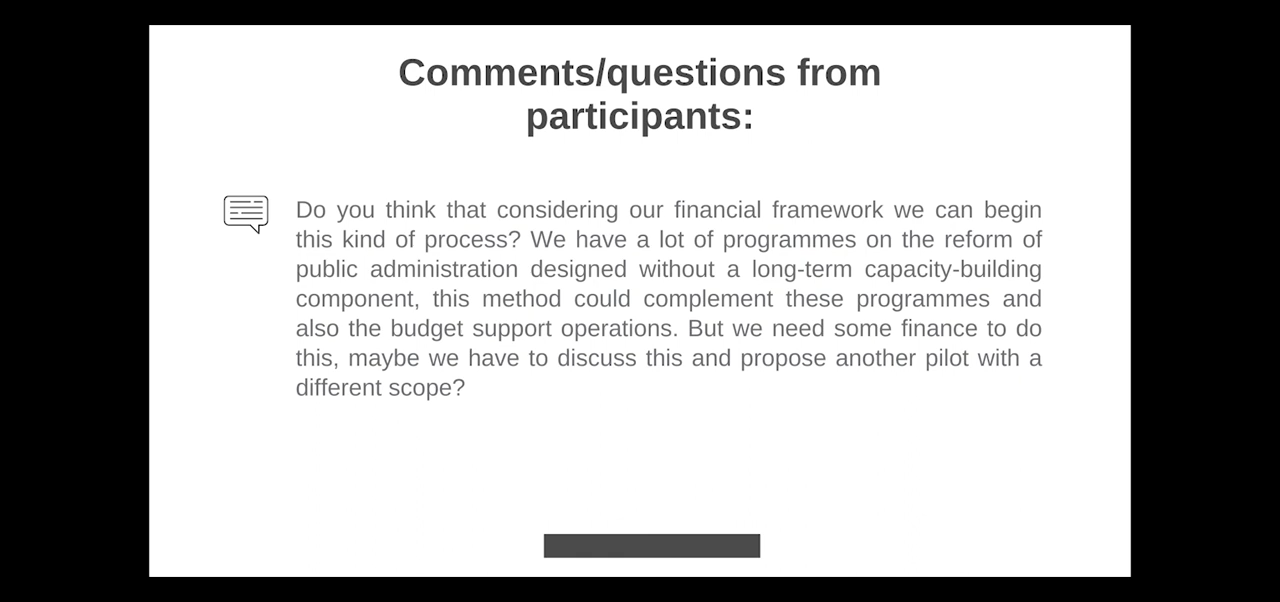 Comments/questions from
participants:
Do you think that considering our financial framework we can begin
this kind of process? We have a lot of programmes on the reform of
public administration designed without a long-term capacity-building
component, this method could complement these programmes and
also the budget support operations. But we need some finance to do
this, maybe we have to discuss this and propose another pilot with a
different scope?